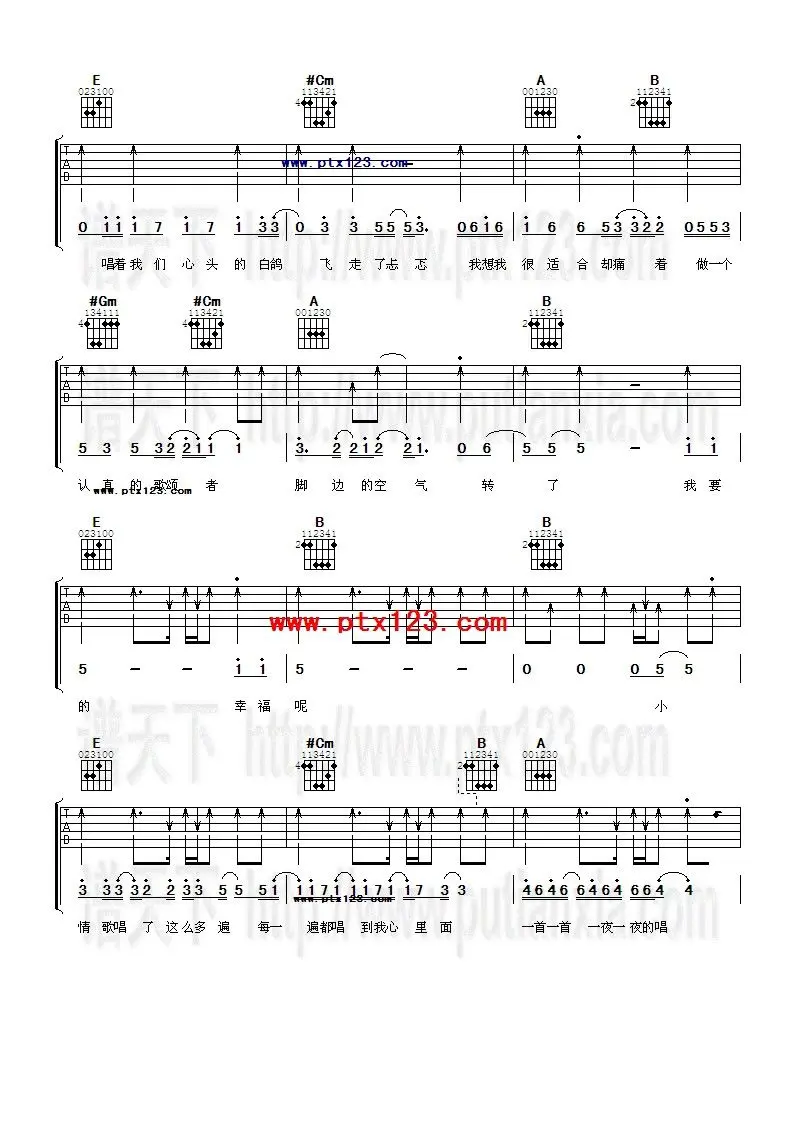 E #Cm A B
023100 113421 001230 112341
4 2
www.ptx123.com
0 1 1 1 7 1 7 1 3 3 0 3 3 5 5 5 3. 0 6 1 6 1 6 6 5 3 3 2 2 0 5 5 3
唱着我们心头的白鸽 飞走了忐忑 我想我很适合却痛着 做一个
#Gm #Cm A B
134111 113421 001230 112341
4 4 2
5 3 5 3 2 2 1 1 1 3. 2 2 1 2 2 1. 0 6 5 5 5 - 1 1
认真的歌颂者 脚边的空气转了 我要
www.ptx123.com
E B B
023100 112341 112341
2 2
www.ptx123.com
5 - - 1 1 5 - - - 0 0 0 5 5
的 幸福呢 小
E #Cm B A
023100 113421 112341 001230
4 2
3 3 3 3 2 2 3 3 5 5 5 1 1 1 7 1 1 1 7 1 1 7 3 3 4 6 4 6 6 4 6 4 6 6 4 4
www.ptx123.com
情歌唱了这么多遍 每一遍都唱到我心里面 一首一首一夜一夜的唱
谱天下 http://www.putianxia.com
谱天下 http://www.ptx123.com